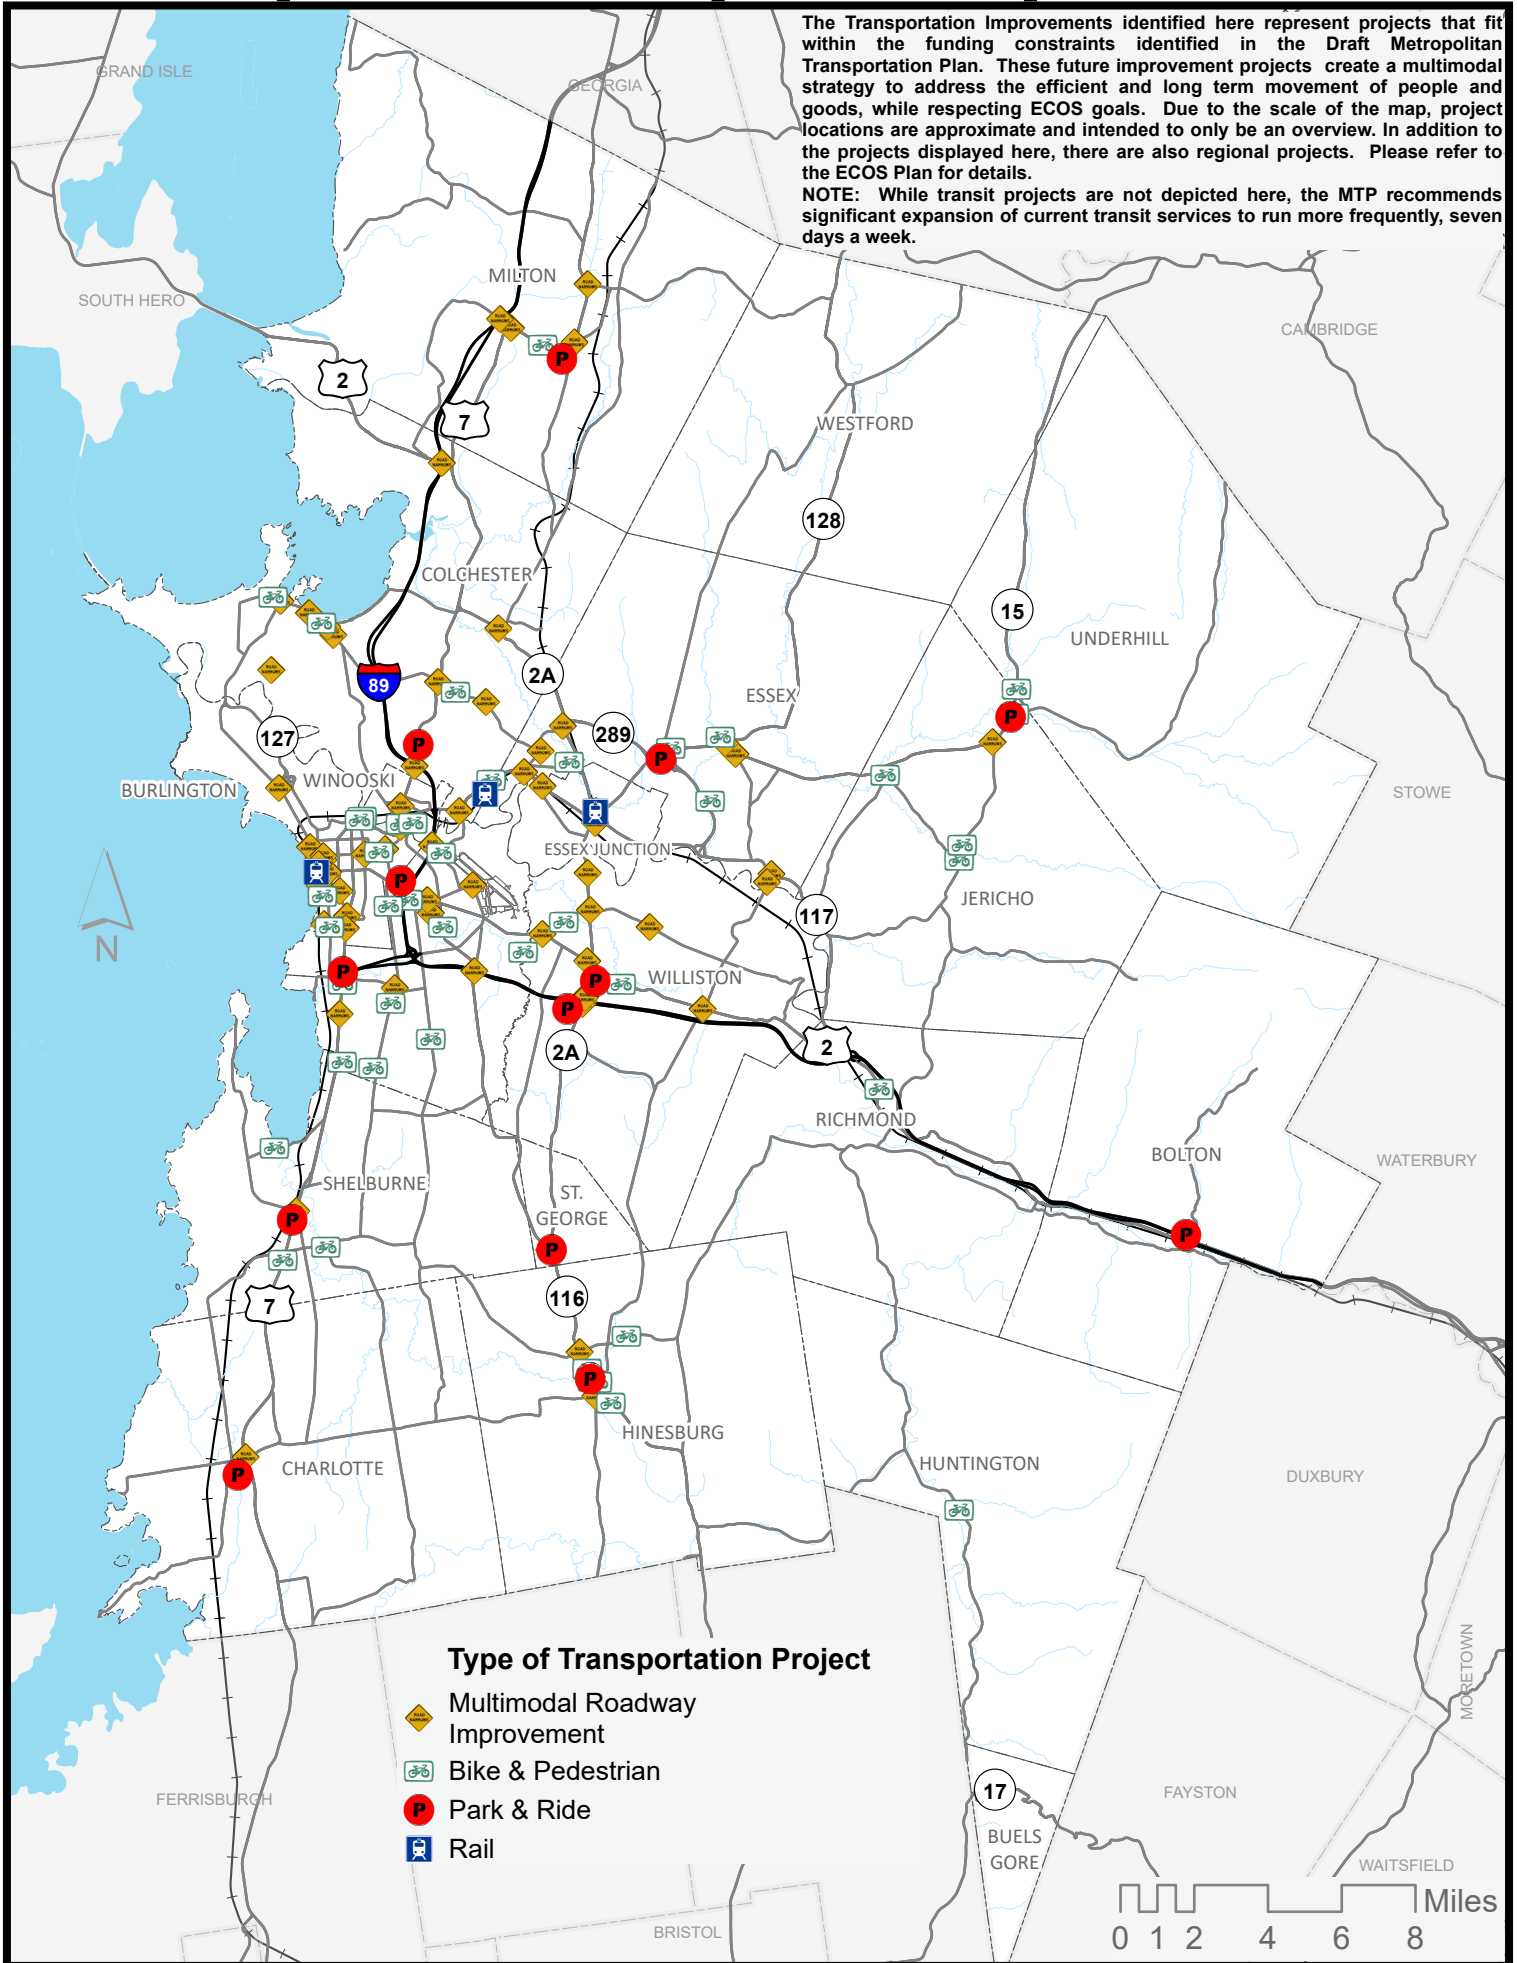 The Transportation Improvements identified here represent projects that fit
within the funding constraints identified in the Draft Metropolitan
Transportation Plan. These future improvement projects create a multimodal
strategy to address the efficient and long term movement of people and
goods, while respecting ECOS goals. Due to the scale of the map, project
locations are approximate and intended to only be an overview. In addition to
the projects displayed here, there are also regional projects. Please refer to
the ECOS Plan for details.
NOTE: While transit projects are not depicted here, the MTP recommends
significant expansion of current transit services to run more frequently, seven
days a week.
GRAND ISLE
GEORGIA
MILTON
SOUTH HERO
CAMBRIDGE
2
7
P
WESTFORD
128
COLCHESTER
15
UNDERHILL
2A
89
ESSEX
P
289
127
P
P
WINOOSKI
BURLINGTON
STOWE
ESSEX JUNCTION
P
JERICHO
117
N
P
P
WILLISTON
P
2A
2
RICHMOND
BOLTON
WATERBURY
SHELBURNE
ST.
GEORGE
P
P
P
116
7
P
HINESBURG
CHARLOTTE
P
HUNTINGTON
DUXBURY
Type of Transportation Project
ROAD
NARROWS
Multimodal Roadway
Improvement
Bike & Pedestrian
P
Park & Ride
Rail
MORETOWN
FERRISBURGH
17
FAYSTON
BUELS
GORE
WAITSFIELD
BRISTOL
Miles
0 1 2 4 6 8